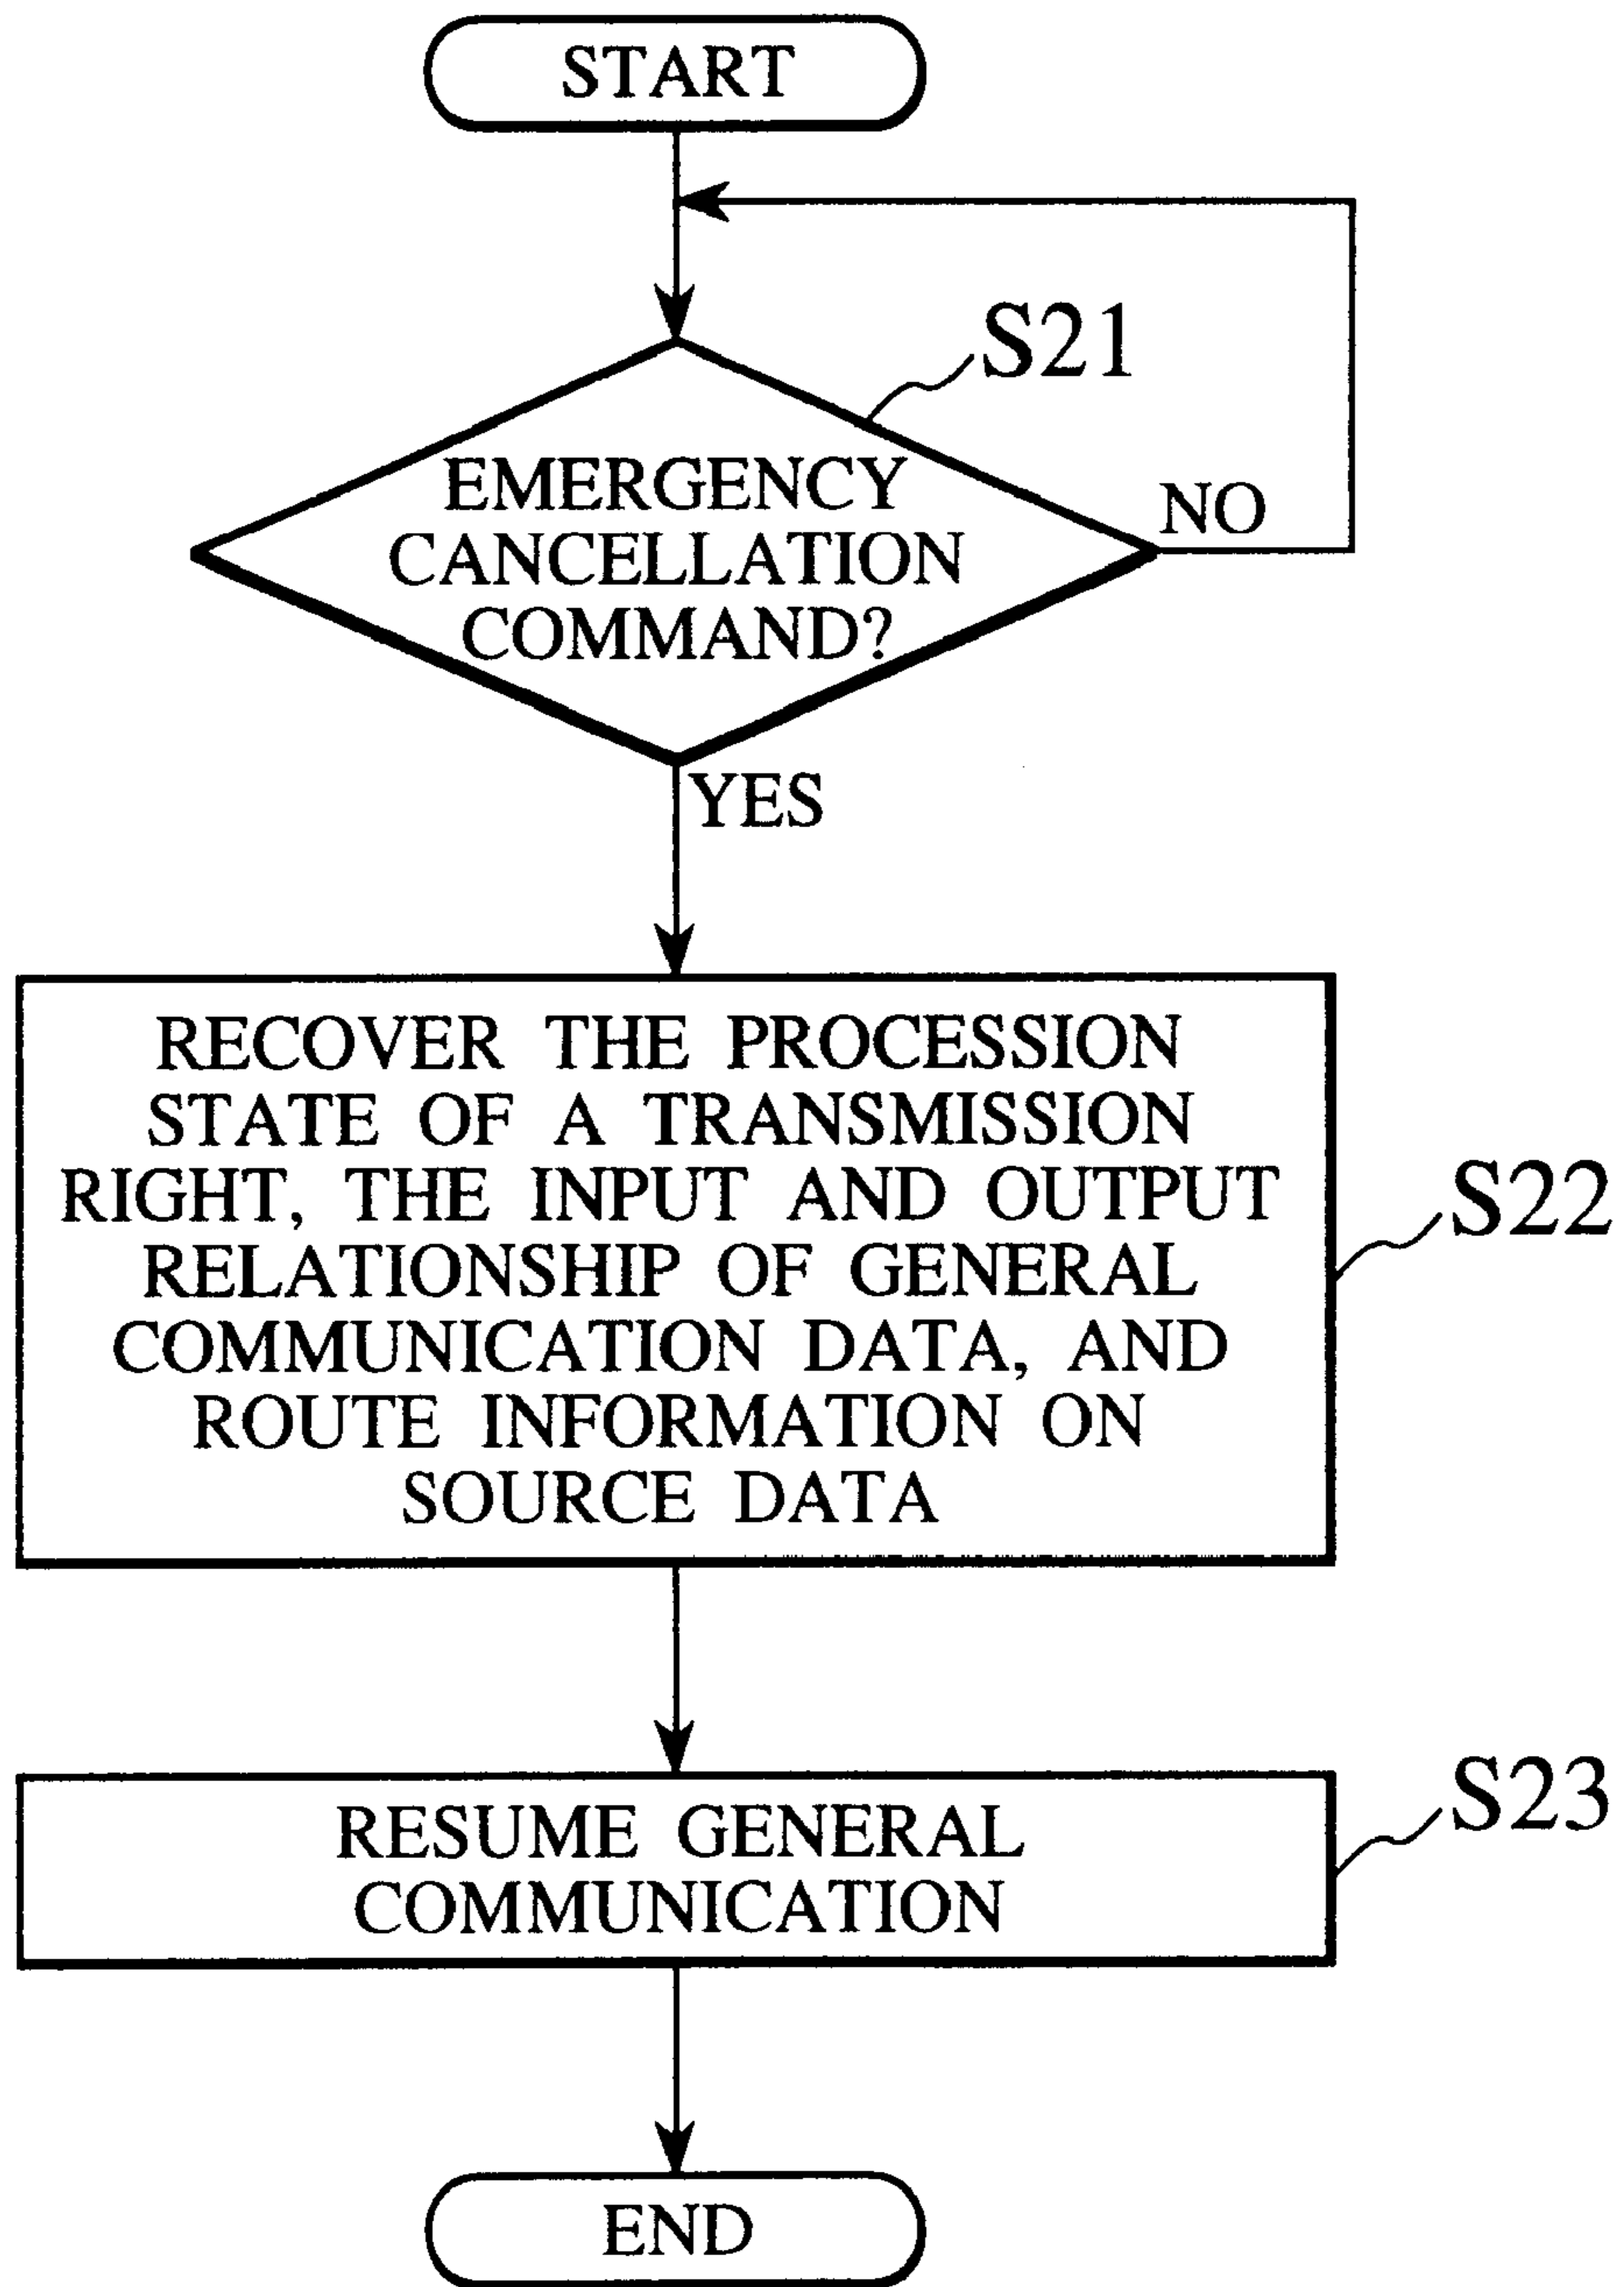 START
S21
EMERGENCY
CANCELLATION
COMMAND?
NO
YES
RECOVER THE PROCESSION
STATE OF A TRANSMISSION
RIGHT, THE INPUT AND OUTPUT
RELATIONSHIP OF GENERAL
COMMUNICATION DATA, AND
ROUTE INFORMATION ON
SOURCE DATA
S22
RESUME GENERAL
COMMUNICATION
S23
END